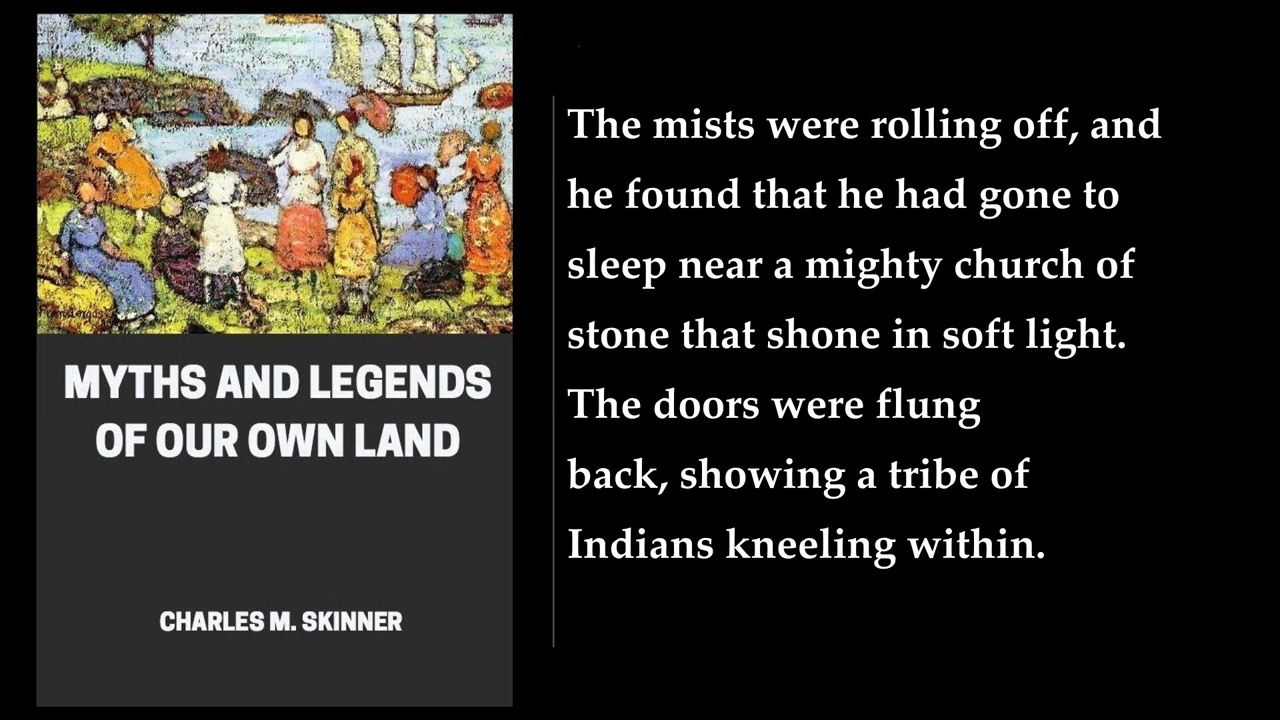 MYTHS AND LEGENDS
OF OUR OWN LAND
CHARLES M. SKINNER
The mists were rolling off, and
he found that he had gone to
sleep near a mighty church of
stone that shone in soft light.
The doors were flung
back, showing a tribe of
Indians kneeling within.